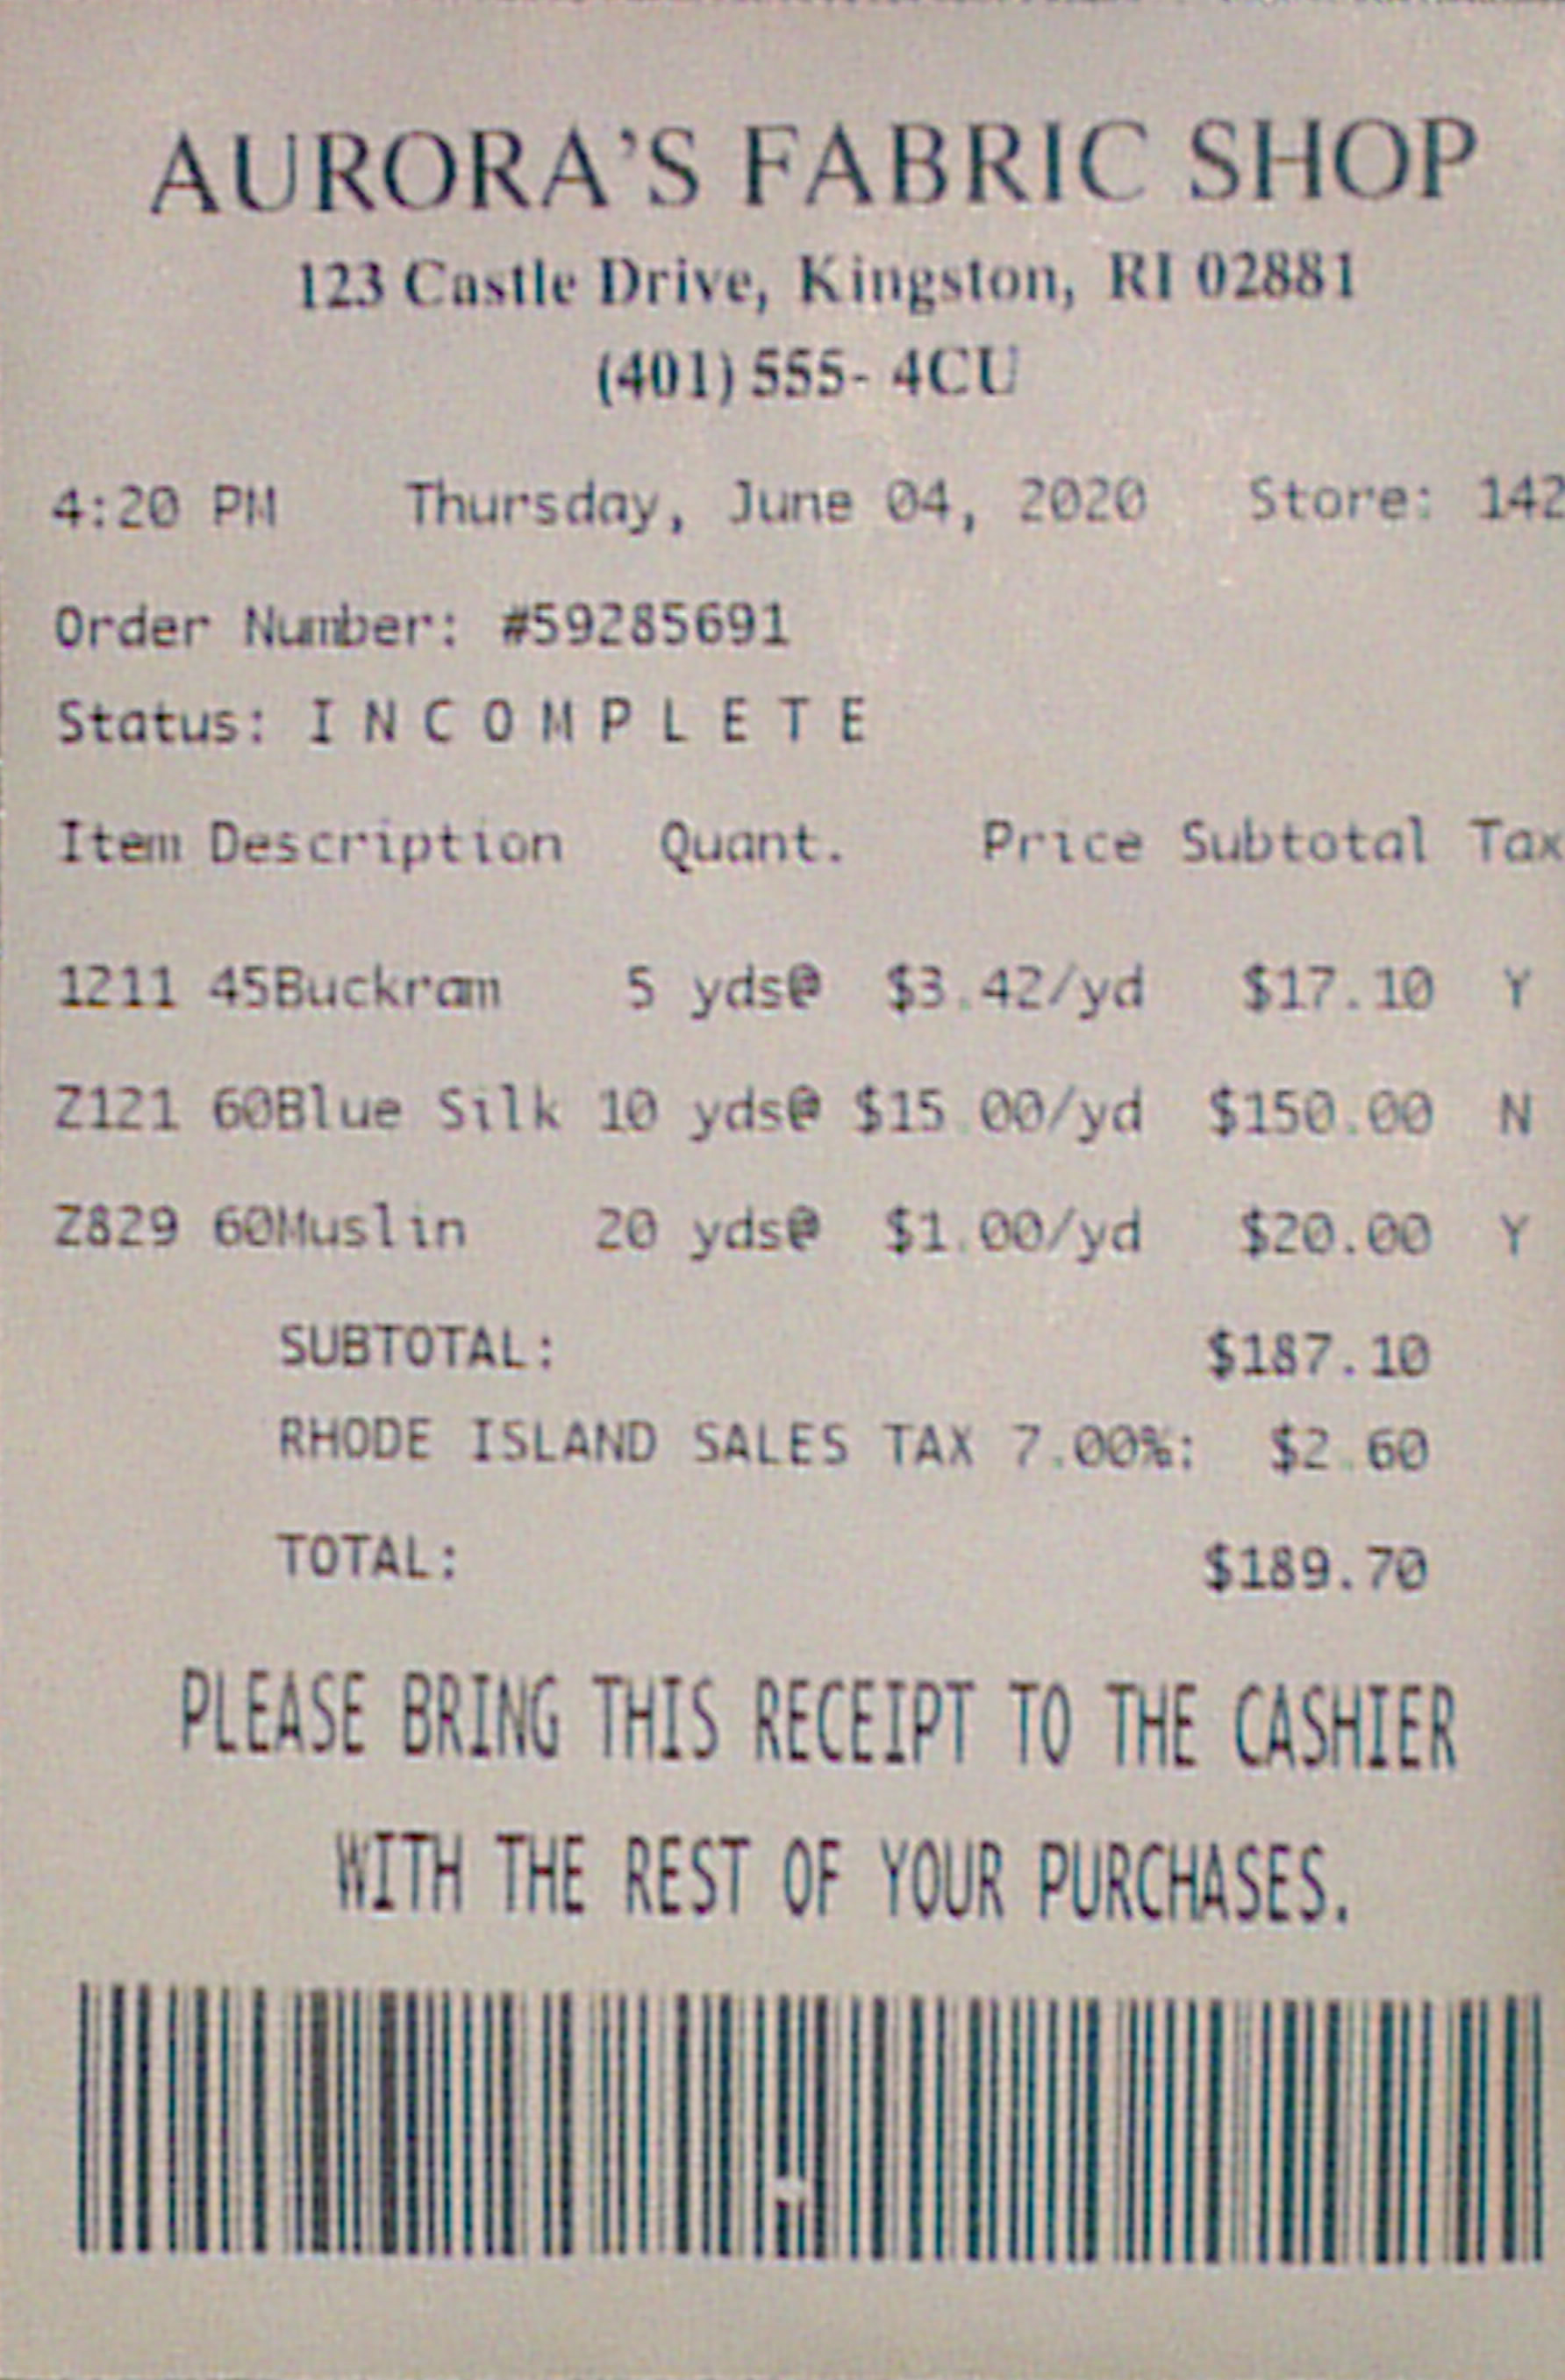 AURORA'S FABRIC SHOP
123 Castle Drive, Kingston, RI 02881
(401) 555- 4CU
4:20 PM Thursday, June 04, 2020 Store: 142
Order Number: #59285691
Status: I N C O M P L E T E
Item Description Quant. Price Subtotal Tax
1211 45Buckram 5 yds@ $3.42/yd $17.10 Y
Z121 60Blue Silk 10 yds@ $15.00/yd $150.00 N
Z829 60Muslin 20 yds@ $1.00/yd $20.00 Y
SUBTOTAL: $187.10
RHODE ISLAND SALES TAX 7.00%: $2.60
TOTAL: $189.70
PLEASE BRING THIS RECEIPT TO THE CASHIER
WITH THE REST OF YOUR PURCHASES.